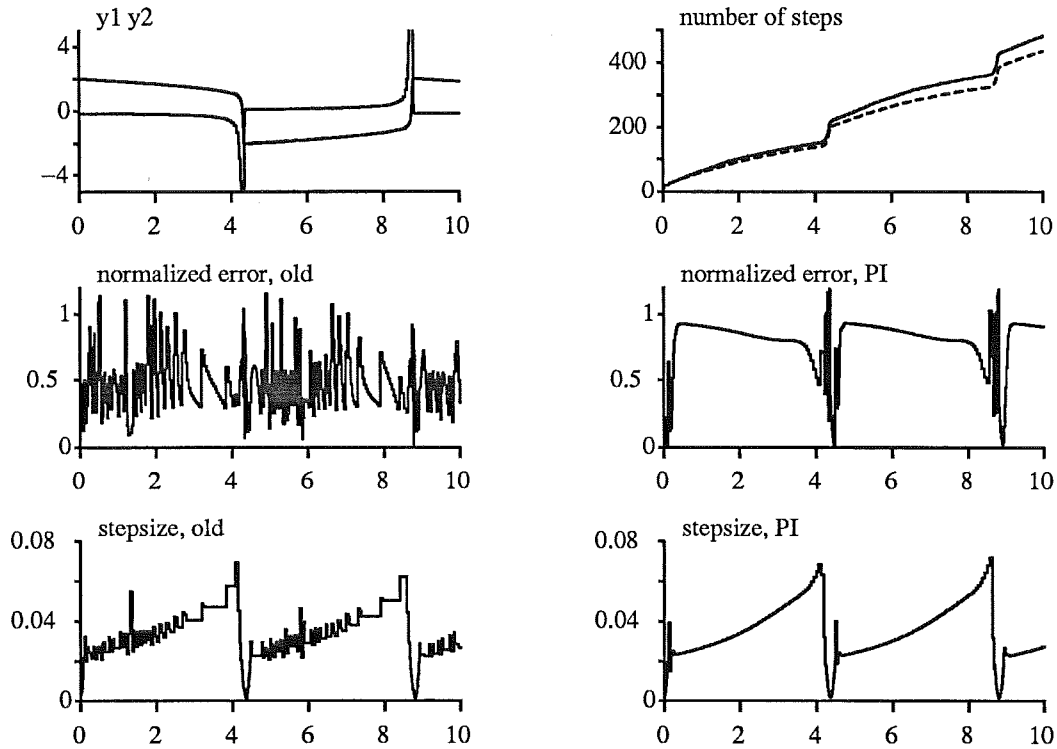 y1 y2
4
0
−4
0 2 4 6 8 10
number of steps
400
200
0
0 2 4 6 8 10
normalized error, old
1
0.5
0
0 2 4 6 8 10
normalized error, PI
1
0.5
0
0 2 4 6 8 10
stepsize, old
0.08
0.04
0
0 2 4 6 8 10
stepsize, PI
0.08
0.04
0
0 2 4 6 8 10